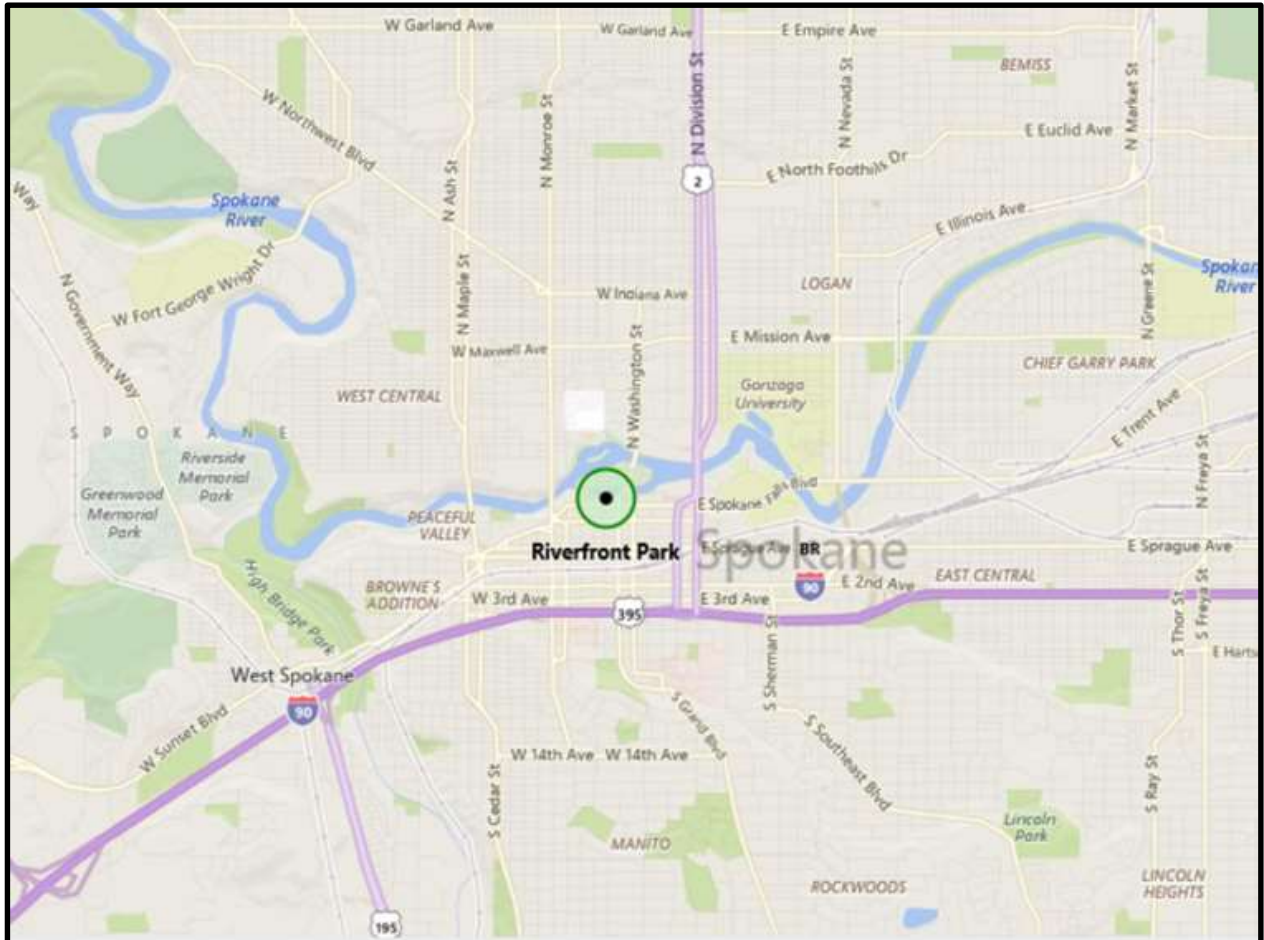 W Garland Ave
W Garland Ave
E Empire Ave
BEMISS
W Northwest Blvd
N Monroe St
N Division St
N Nevada St
N Market St
E Euclid Ave
2
E North Foothills Dr
N Ash St
Way
Spokane
River
E Illinois Ave
W Fort George Wright Dr
N Government Way
N Maple St
W Indiana Ave
LOGAN
N Greene St
Spokan
River
E Mission Ave
W Maxwell Ave
N Washington St
CHIEF GARRY PARK
WEST CENTRAL
Gonzaga
University
E Trent Ave
SPOKANE
Riverside
Memorial
Park
Greenwood
Memorial
Park
N Freya St
E Spokane Falls Blvd
PEACEFUL
VALLEY
Riverfront Park
Spokane
E Sprague Ave
BR
E Sprague Ave
90
E 2nd Ave
EAST CENTRAL
High Bridge Park
BROWNE'S
ADDITION
W 3rd Ave
395
E 3rd Ave
S Thor St
S Freya St
S Sherman St
E Harts
West Spokane
90
W Sunset Blvd
S Grand Blvd
S Southeast Blvd
W 14th Ave
W 14th Ave
S Cedar St
S Ray St
Lincoln
Park
MANITO
ROCKWOODS
LINCOLN
HEIGHTS
195